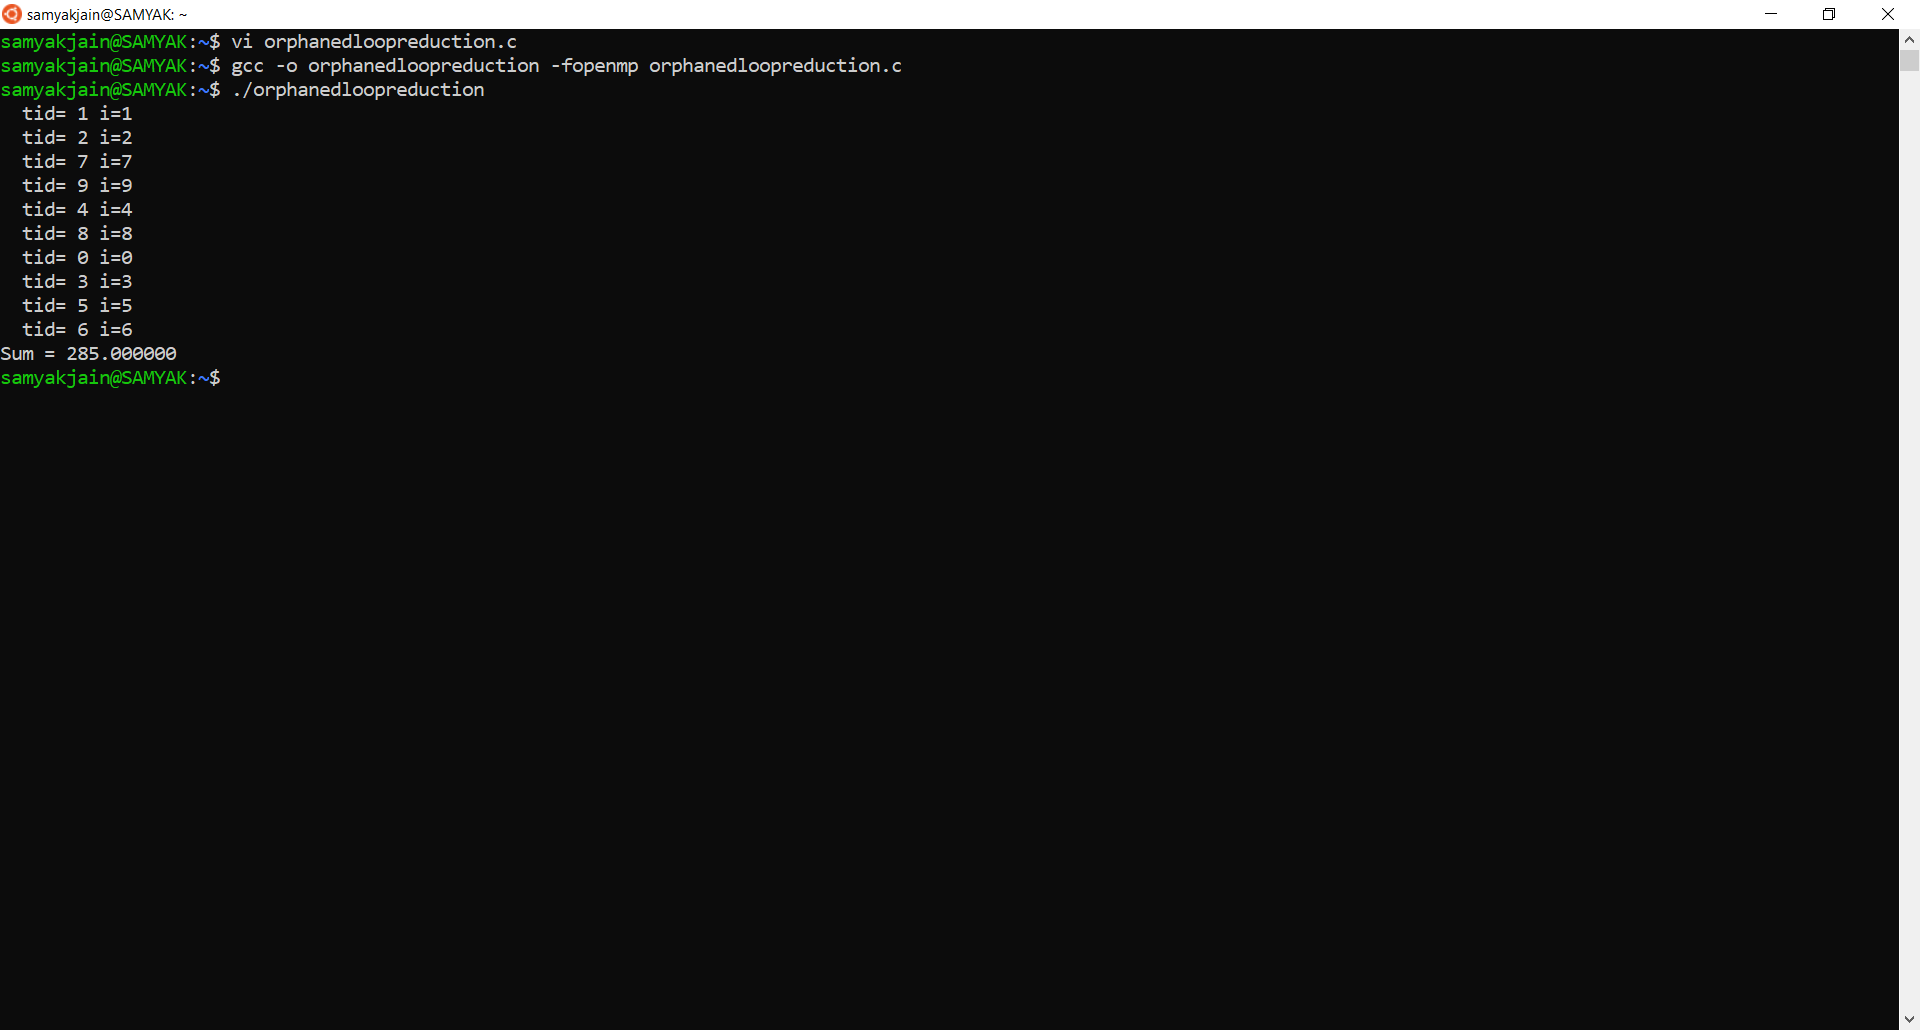 samyakjain@SAMYAK: ~
samyakjain@SAMYAK:~$ vi orphanedloopreduction.c
samyakjain@SAMYAK:~$ gcc -o orphanedloopreduction -fopenmp orphanedloopreduction.c
samyakjain@SAMYAK:~$ ./orphanedloopreduction
  tid= 1 i=1
  tid= 2 i=2
  tid= 7 i=7
  tid= 9 i=9
  tid= 4 i=4
  tid= 8 i=8
  tid= 0 i=0
  tid= 3 i=3
  tid= 5 i=5
  tid= 6 i=6
Sum = 285.000000
samyakjain@SAMYAK:~$